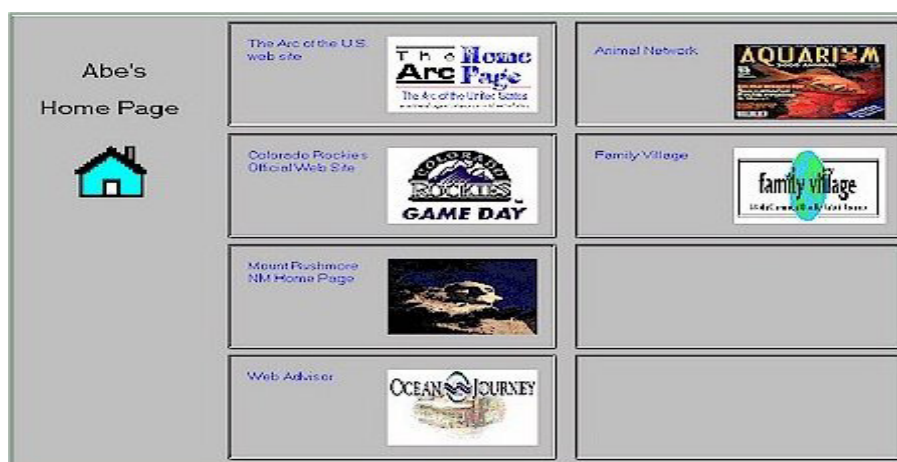 Abe's
Home Page
The Arc of the U.S.
web site
The Home
Arc Page
The Arc of the United States
Animal Network
AQUARIUM
Colorado Rockies
Official Web Site
COLORADO
ROCKIES
GAME DAY
Family Village
family village
Mount Rushmore
NM Home Page
Web Advisor
OCEAN JOURNEY